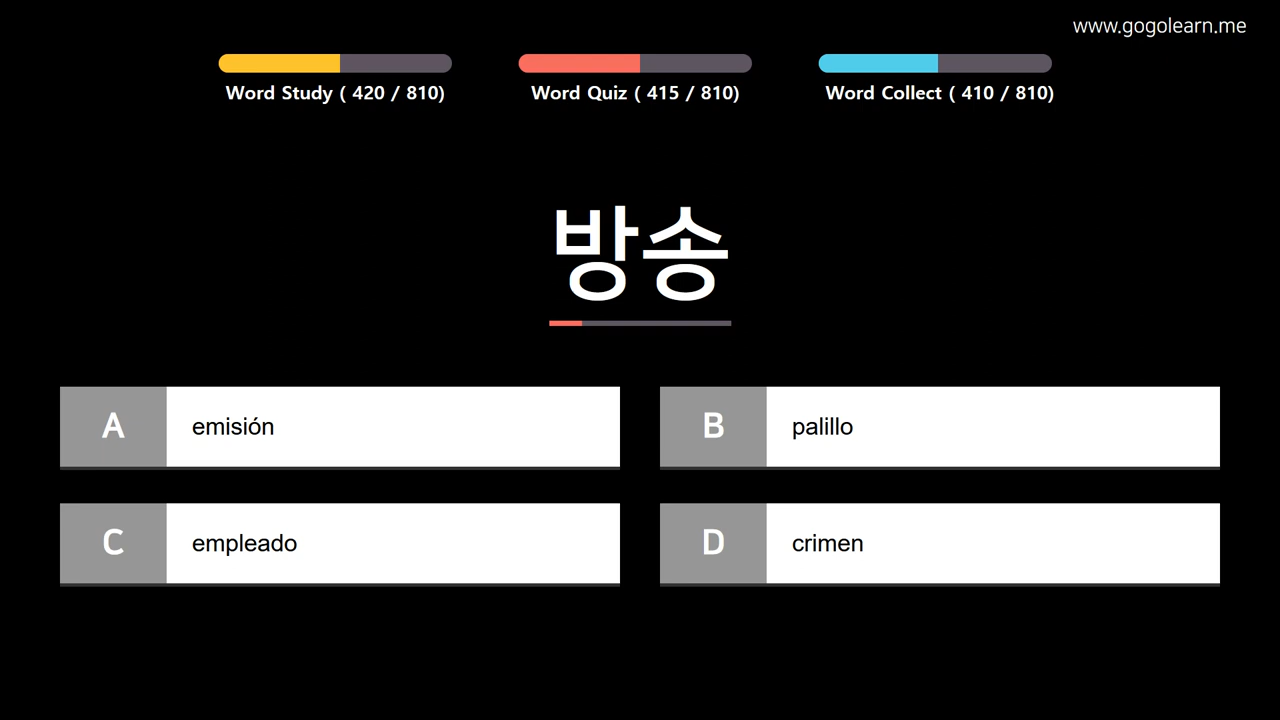 www.gogolearn.me
Word Study ( 420 / 810)
Word Quiz ( 415 / 810)
Word Collect ( 410 / 810)
방송
A emisión
B palillo
C empleado
D crimen